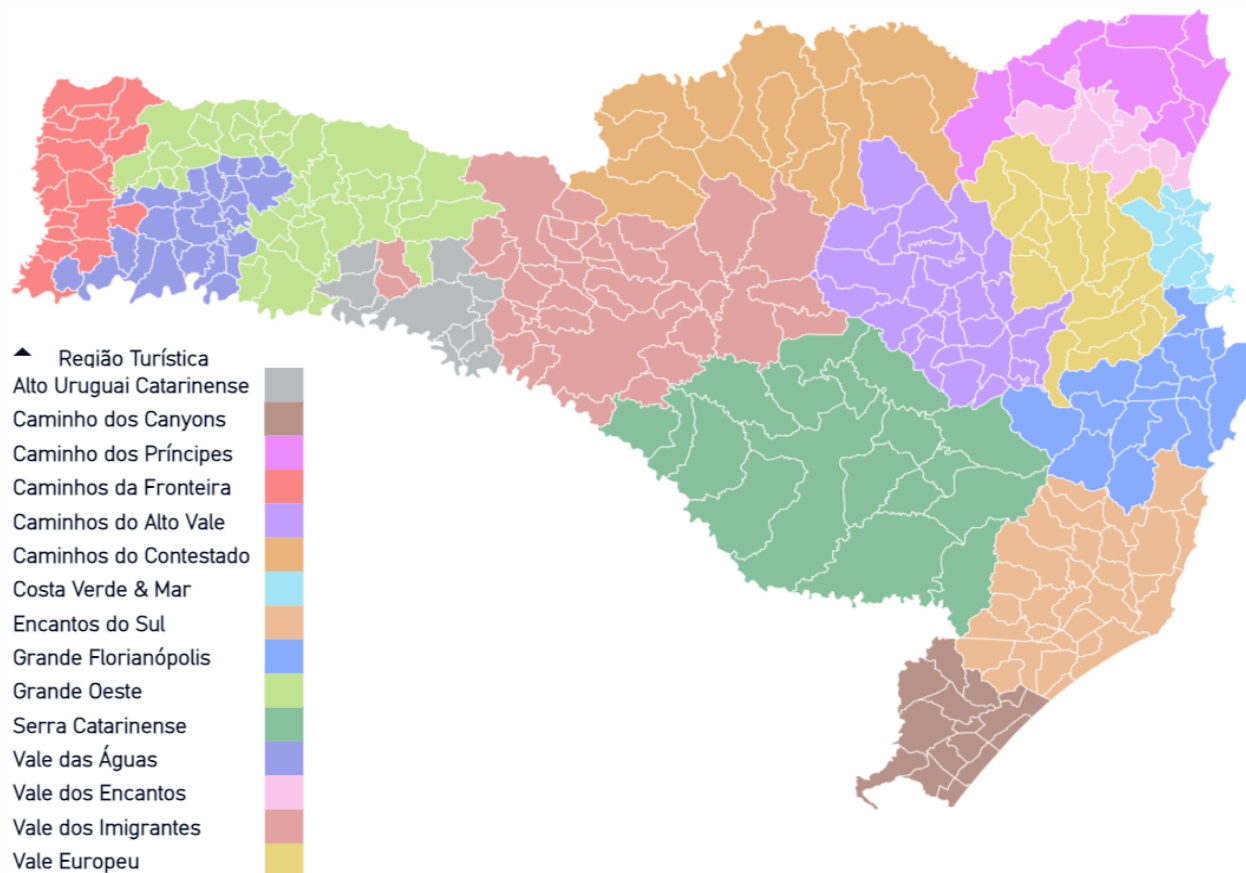 Região Turística
Alto Uruguai Catarinense
Caminho dos Canyons
Caminho dos Príncipes
Caminhos da Fronteira
Caminhos do Alto Vale
Caminhos do Contestado
Costa Verde & Mar
Encantos do Sul
Grande Florianópolis
Grande Oeste
Serra Catarinense
Vale das Águas
Vale dos Encantos
Vale dos Imigrantes
Vale Europeu